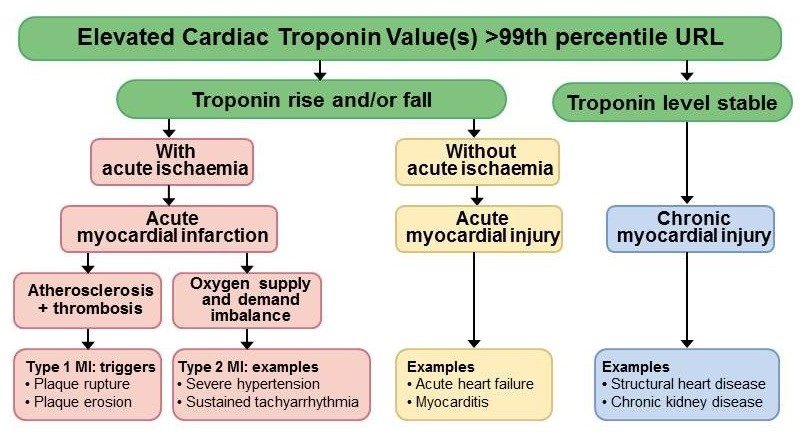 Elevated Cardiac Troponin Value(s) >99th percentile URL
Troponin rise and/or fall
Troponin level stable
With
acute ischaemia
Without
acute ischaemia
Acute
myocardial infarction
Acute
myocardial injury
Chronic
myocardial injury
Atherosclerosis
+ thrombosis
Oxygen supply
and demand
imbalance
Type 1 MI: triggers
• Plaque rupture
• Plaque erosion
Type 2 MI: examples
• Severe hypertension
• Sustained tachyarrhythmia
Examples
• Acute heart failure
• Myocarditis
Examples
• Structural heart disease
• Chronic kidney disease